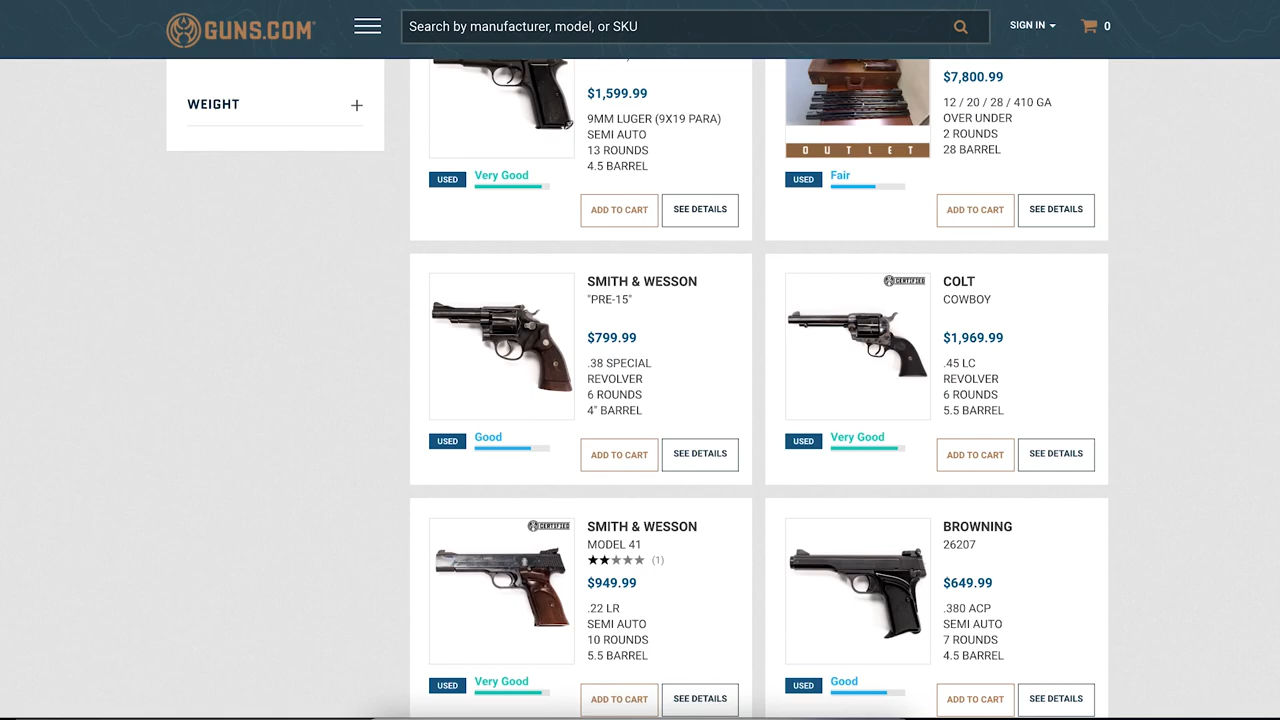 GUNS.COM
Search by manufacturer, model, or SKU
SIGN IN
0
WEIGHT
$1,599.99
9MM LUGER (9X19 PARA)
SEMI AUTO
13 ROUNDS
4.5 BARREL
USED
Very Good
ADD TO CART
SEE DETAILS
$7,800.99
12 / 20 / 28 / 410 GA
OVER UNDER
2 ROUNDS
28 BARREL
OUTLET
USED
Fair
ADD TO CART
SEE DETAILS
SMITH & WESSON
"PRE-15"
$799.99
.38 SPECIAL
REVOLVER
6 ROUNDS
4" BARREL
USED
Good
ADD TO CART
SEE DETAILS
CERTIFIED
COLT
COWBOY
$1,969.99
.45 LC
REVOLVER
6 ROUNDS
5.5 BARREL
USED
Very Good
ADD TO CART
SEE DETAILS
CERTIFIED
SMITH & WESSON
MODEL 41
(1)
$949.99
.22 LR
SEMI AUTO
10 ROUNDS
5.5 BARREL
USED
Very Good
ADD TO CART
SEE DETAILS
BROWNING
26207
$649.99
.380 ACP
SEMI AUTO
7 ROUNDS
4.5 BARREL
USED
Good
ADD TO CART
SEE DETAILS